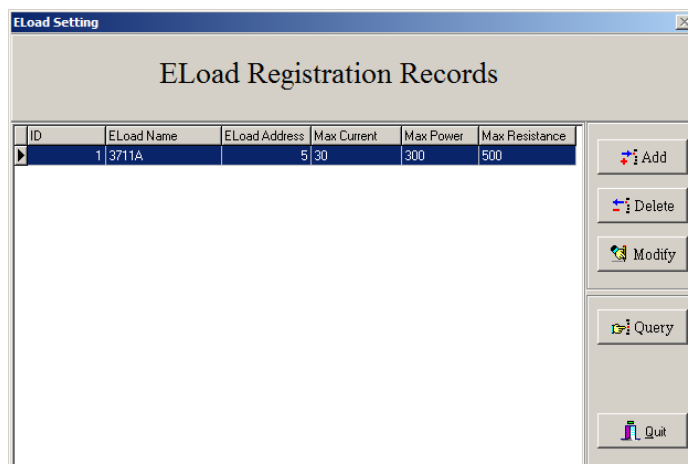 ELoad Setting
ELoad Registration Records
ID ELoad Name ELoad Address Max Current Max Power Max Resistance
1 3711A 5 30 300 500
Add
Delete
Modify
Query
Quit